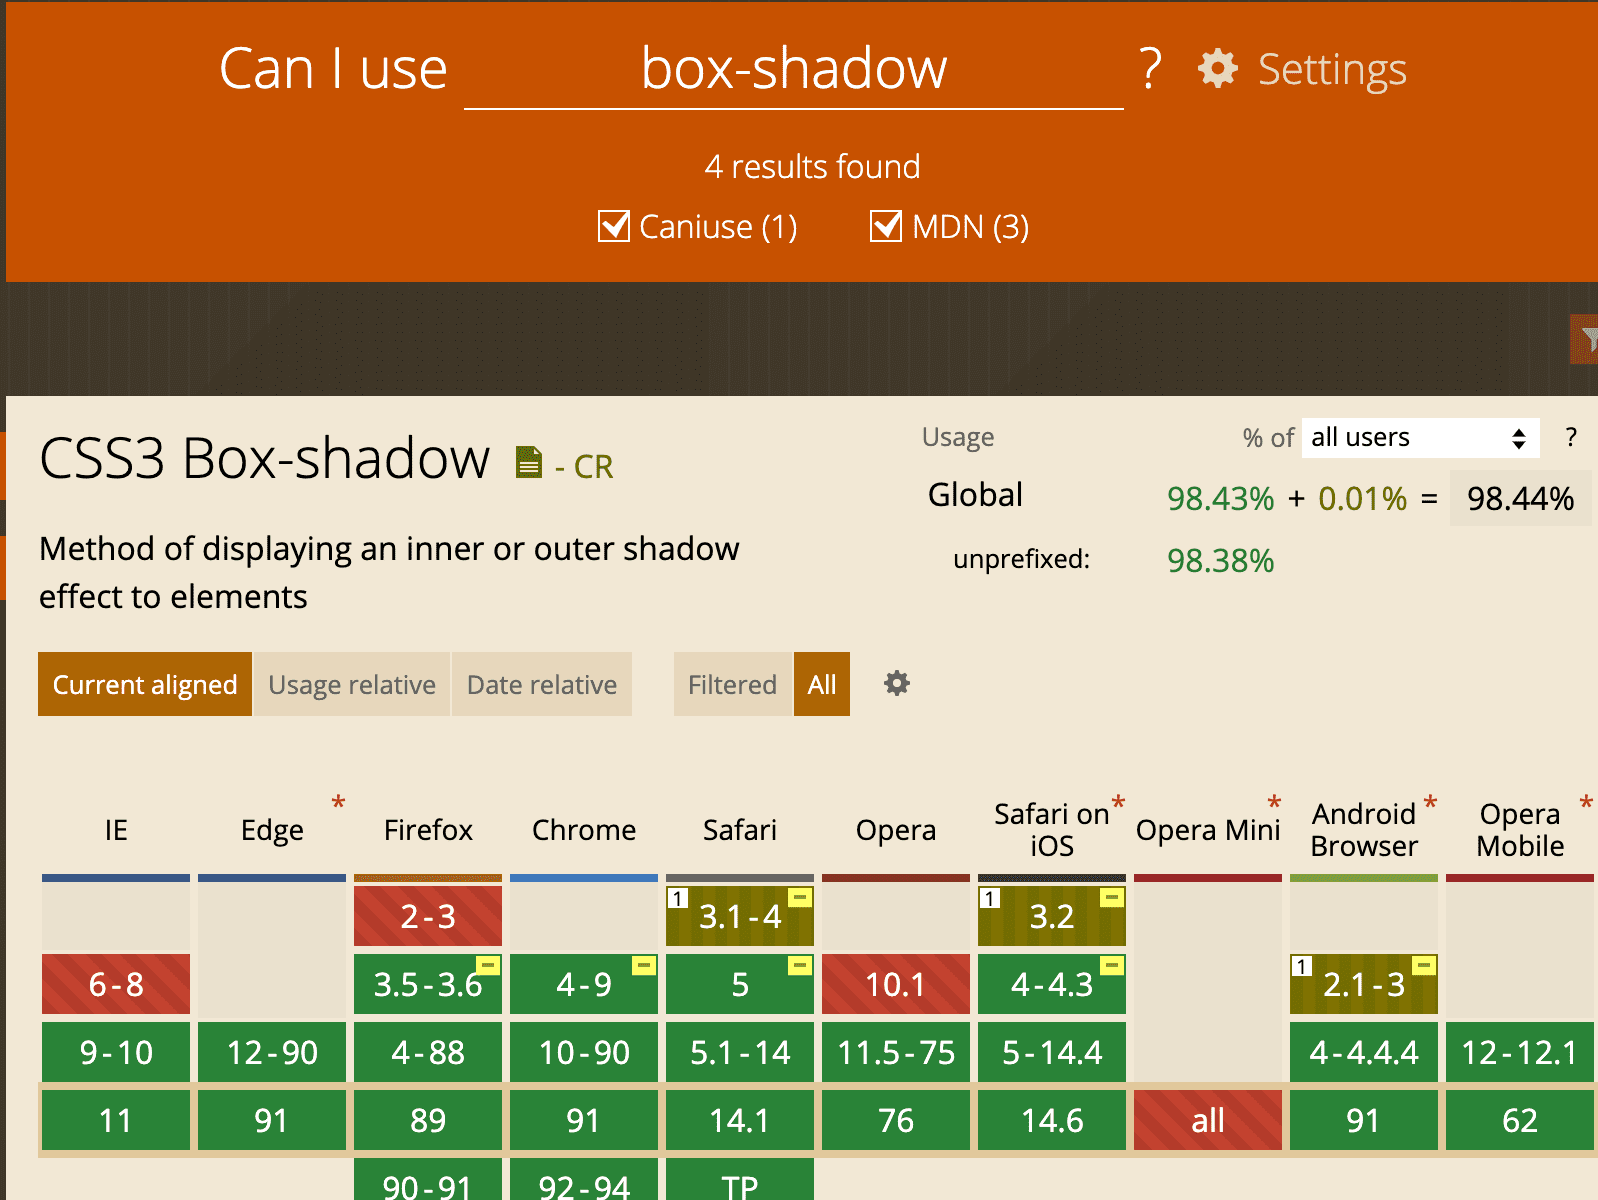 Can I use box-shadow ? Settings
4 results found
Caniuse (1) MDN (3)
CSS3 Box-shadow - CR
Usage % of all users ?
Global 98.43% + 0.01% = 98.44%
unprefixed: 98.38%
Method of displaying an inner or outer shadow
effect to elements
Current aligned Usage relative Date relative Filtered All
IE Edge * Firefox Chrome Safari Opera Safari on iOS * Opera Mini * Android Browser * Opera Mobile *
2-3 1 3.1-4 1 3.2
6-8 3.5-3.6 4-9 5 10.1 4-4.3 1 2.1-3
9-10 12-90 4-88 10-90 5.1-14 11.5-75 5-14.4 4-4.4.4 12-12.1
11 91 89 91 14.1 76 14.6 all 91 62
90-91 92-94 TP